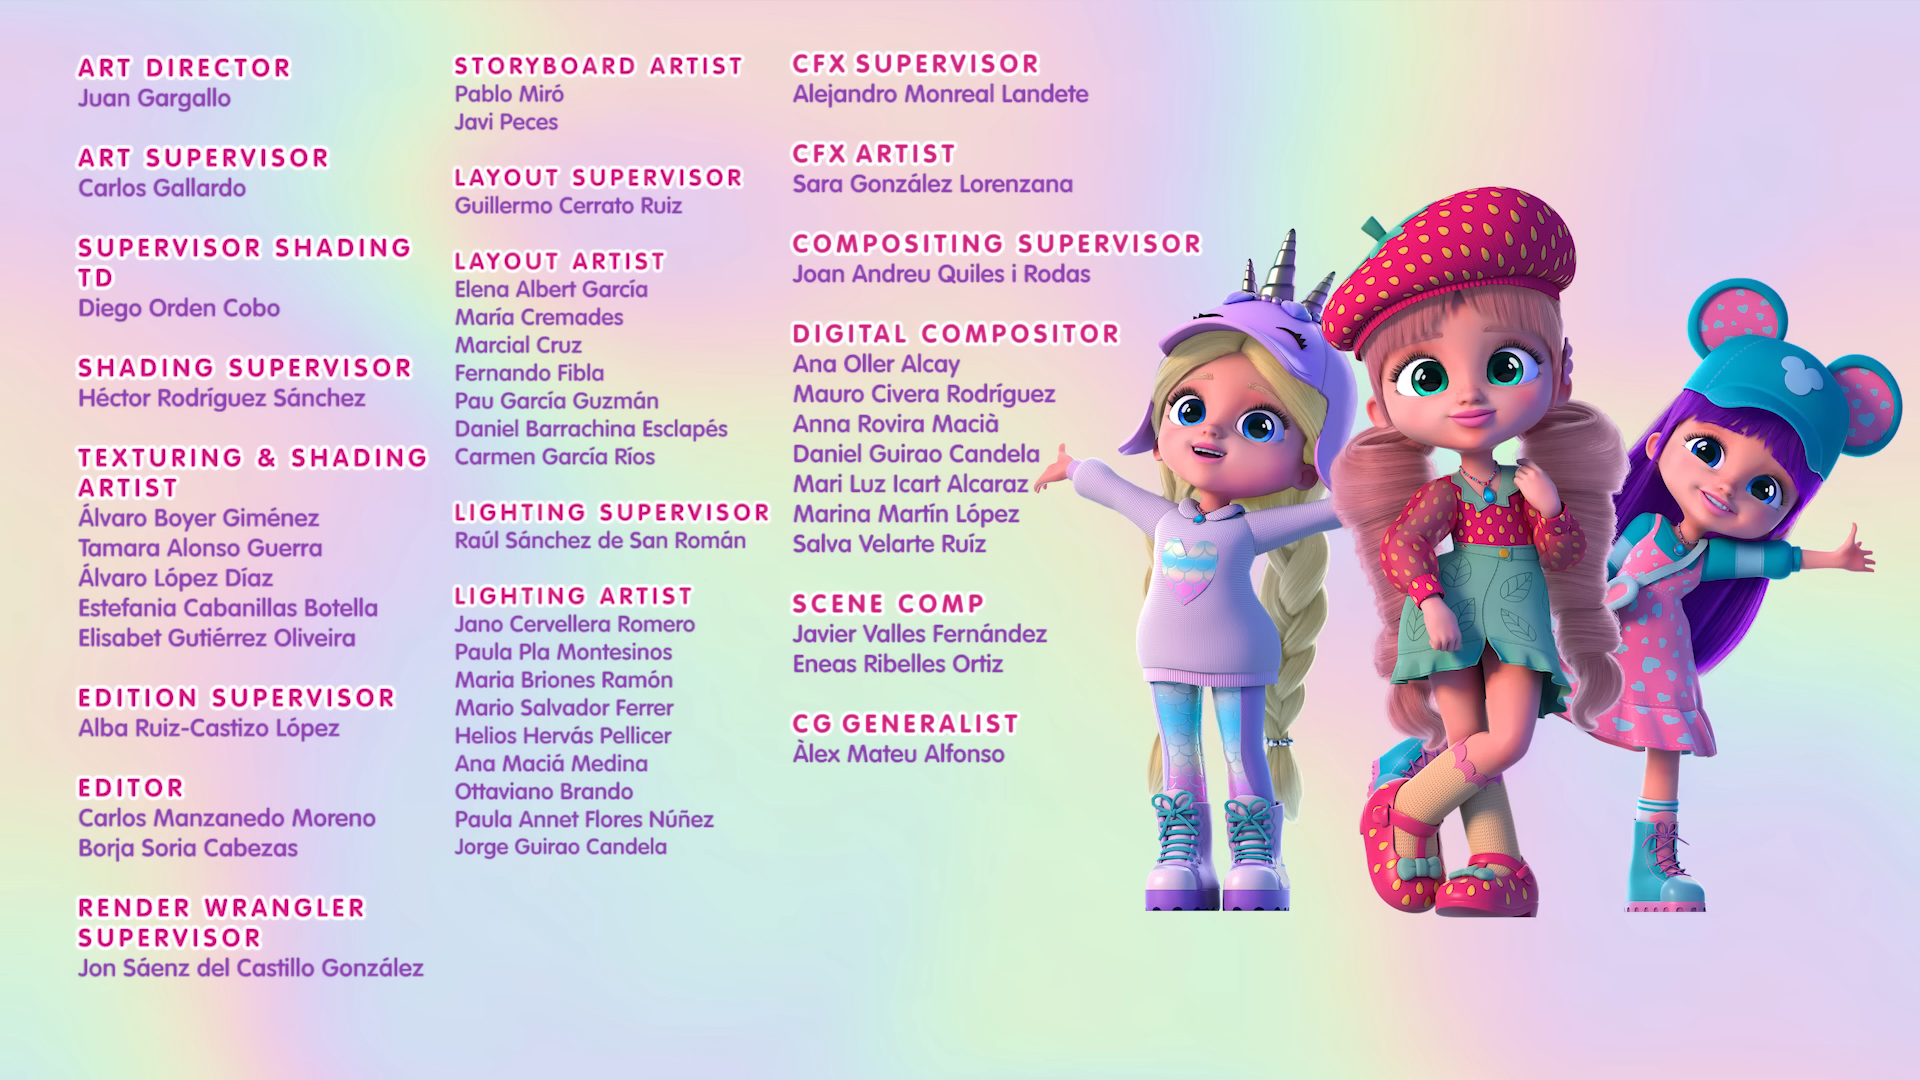 ART DIRECTOR
Juan Gargallo
ART SUPERVISOR
Carlos Gallardo
SUPERVISOR SHADING
TD
Diego Orden Cobo
SHADING SUPERVISOR
Héctor Rodríguez Sánchez
TEXTURING & SHADING
ARTIST
Álvaro Boyer Giménez
Tamara Alonso Guerra
Álvaro López Díaz
Estefania Cabanillas Botella
Elisabet Gutiérrez Oliveira
EDITION SUPERVISOR
Alba Ruiz-Castizo López
EDITOR
Carlos Manzanedo Moreno
Borja Soria Cabezas
RENDER WRANGLER
SUPERVISOR
Jon Sáenz del Castillo González
STORYBOARD ARTIST
Pablo Miró
Javi Peces
LAYOUT SUPERVISOR
Guillermo Cerrato Ruiz
LAYOUT ARTIST
Elena Albert García
María Cremades
Marcial Cruz
Fernando Fibla
Pau García Guzmán
Daniel Barrachina Esclapés
Carmen García Ríos
LIGHTING SUPERVISOR
Raúl Sánchez de San Román
LIGHTING ARTIST
Jano Cervellera Romero
Paula Pla Montesinos
Maria Briones Ramón
Mario Salvador Ferrer
Helios Hervás Pellicer
Ana Maciá Medina
Ottaviano Brando
Paula Annet Flores Núñez
Jorge Guirao Candela
CFX SUPERVISOR
Alejandro Monreal Landete
CFX ARTIST
Sara González Lorenzana
COMPOSITING SUPERVISOR
Joan Andreu Quiles i Rodas
DIGITAL COMPOSITOR
Ana Oller Alcay
Mauro Civera Rodríguez
Anna Rovira Macià
Daniel Guirao Candela
Mari Luz Icart Alcaraz
Marina Martín López
Salva Velarte Ruíz
SCENE COMP
Javier Valles Fernández
Eneas Ribelles Ortiz
CG GENERALIST
Àlex Mateu Alfonso